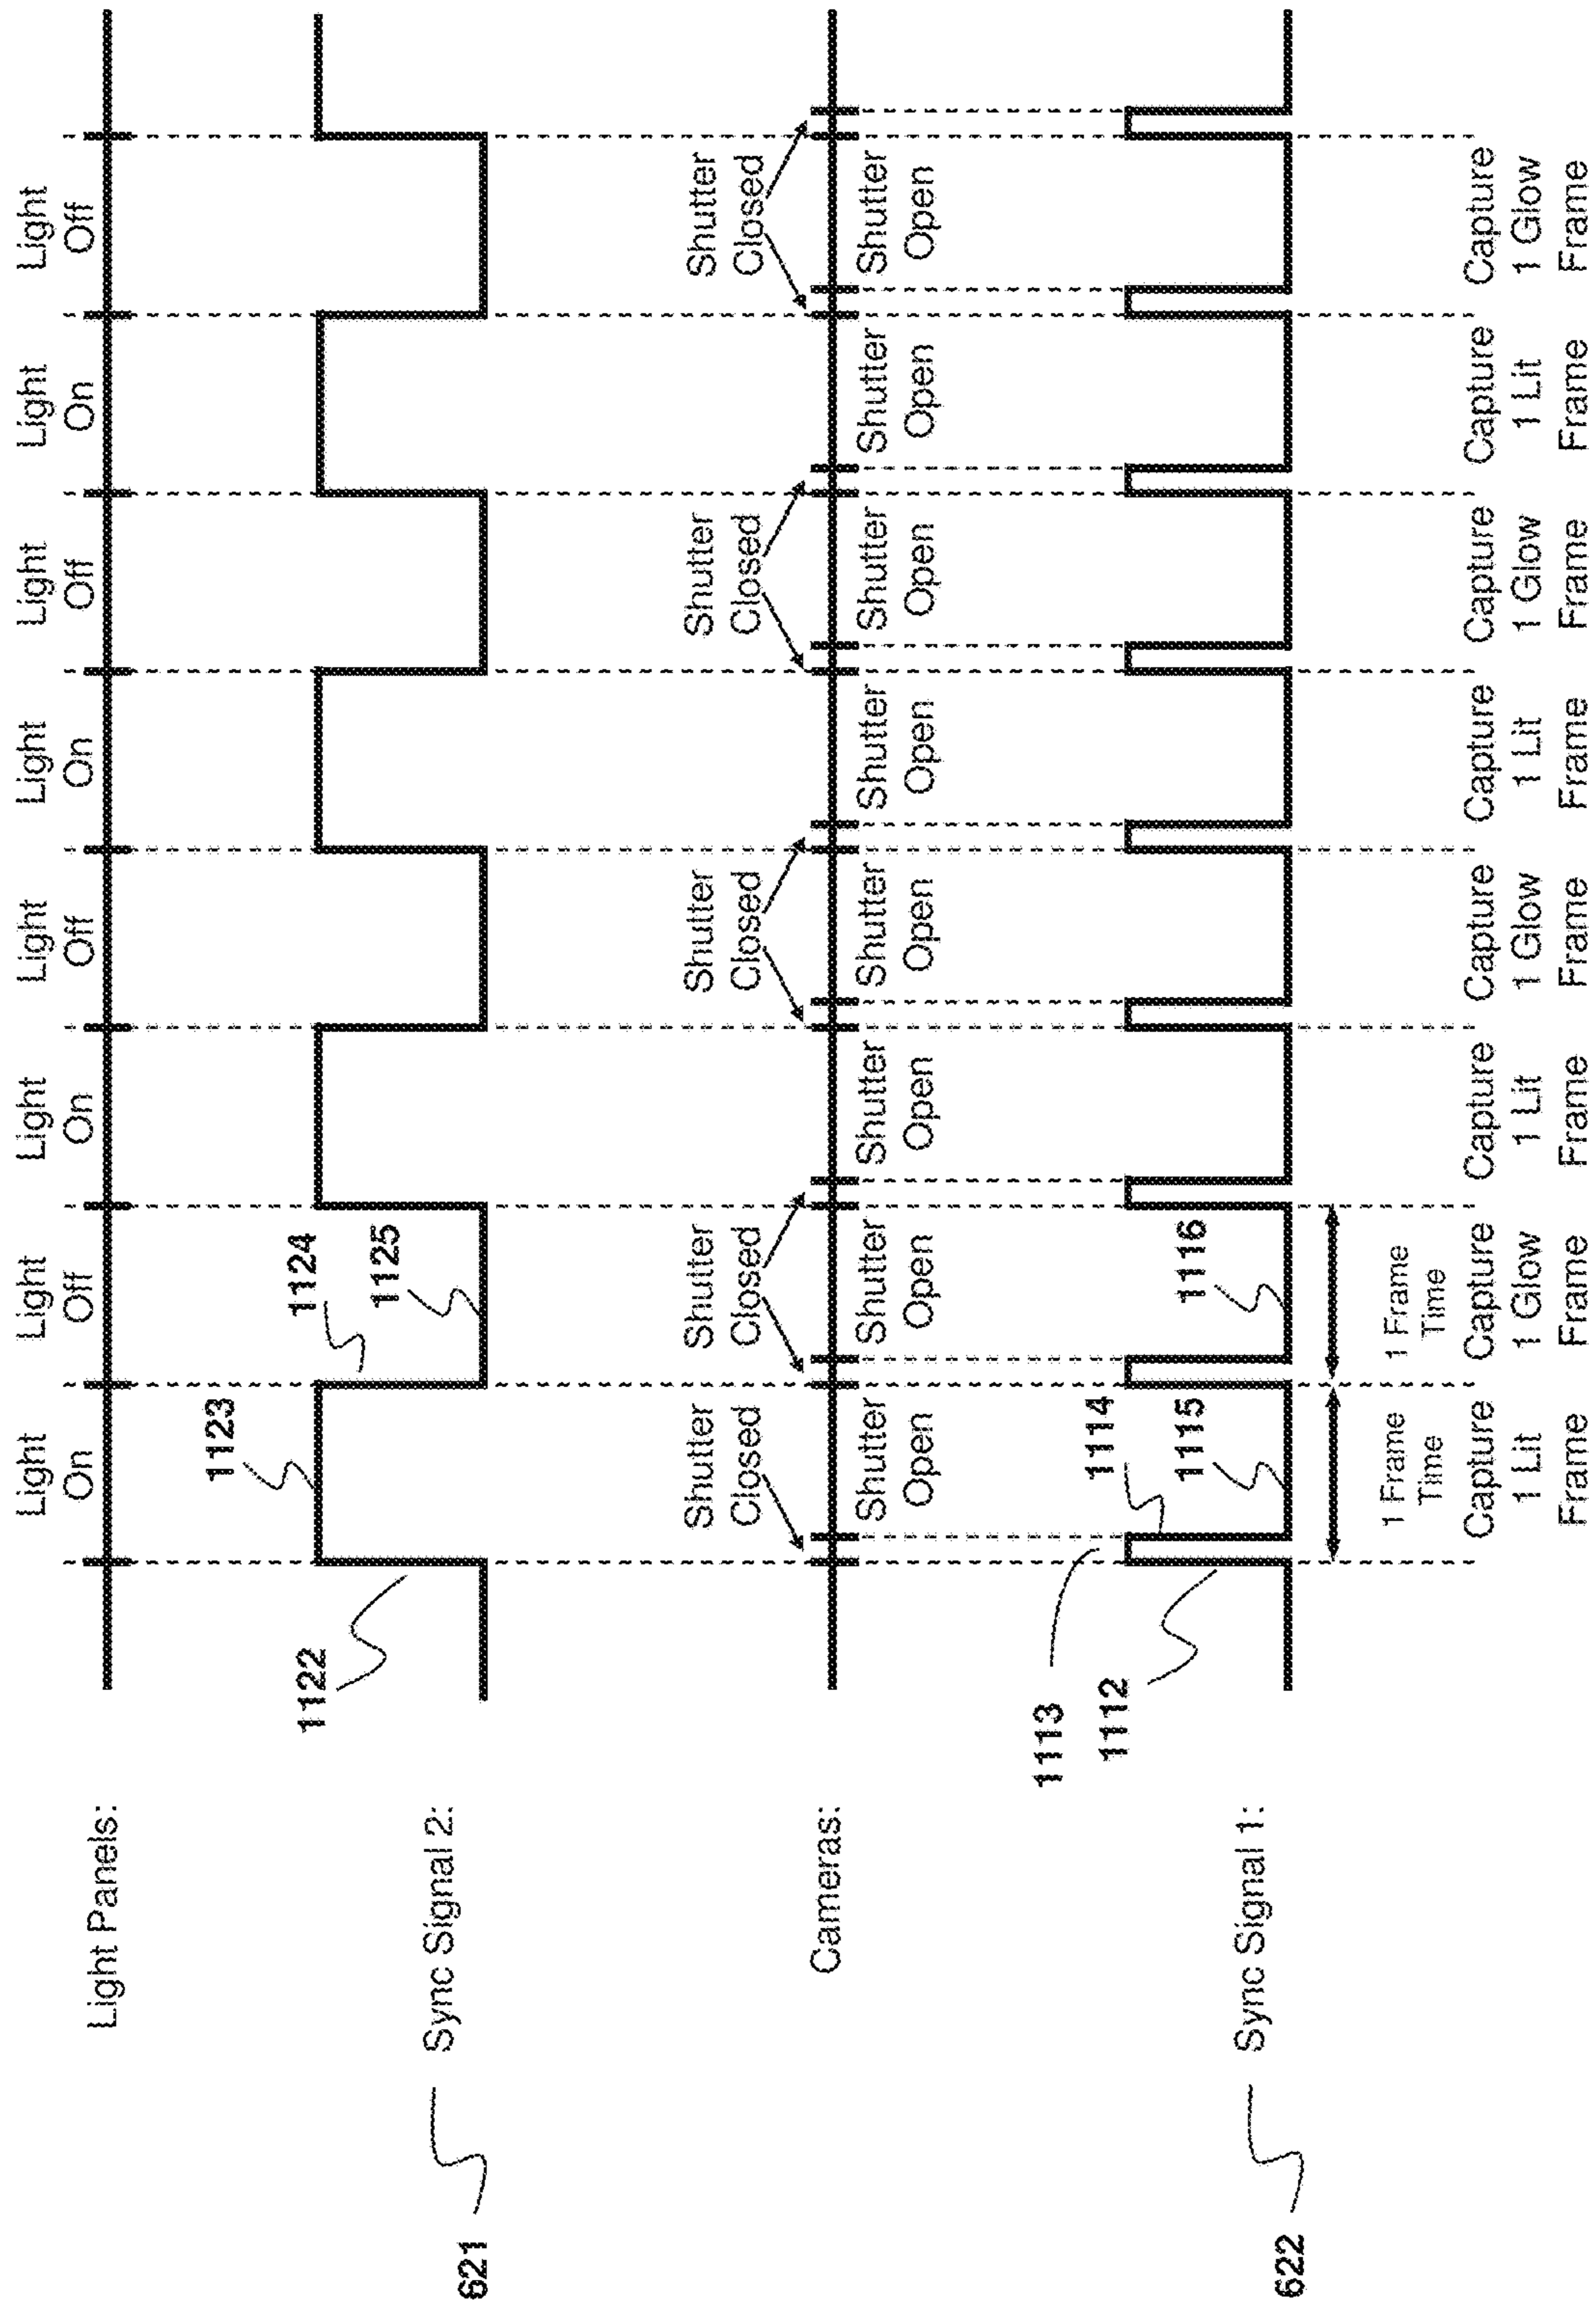 Light
On
Light
Off
Light
On
Light
Off
Light
On
Light
Off
Light
On
Light
Off
Light Panels:
1123
1124
1125
1122
621
Sync Signal 2:
Shutter
Closed
Shutter
Closed
Shutter
Closed
Shutter
Closed
Shutter
Closed
Cameras:
Shutter
Open
Shutter
Open
Shutter
Open
Shutter
Open
Shutter
Open
Shutter
Open
Shutter
Open
Shutter
Open
1113
1112
1114
1115
1116
622
Sync Signal 1:
1 Frame
Time
1 Frame
Time
Capture
1 Lit
Frame
Capture
1 Glow
Frame
Capture
1 Lit
Frame
Capture
1 Glow
Frame
Capture
1 Lit
Frame
Capture
1 Glow
Frame
Capture
1 Lit
Frame
Capture
1 Glow
Frame